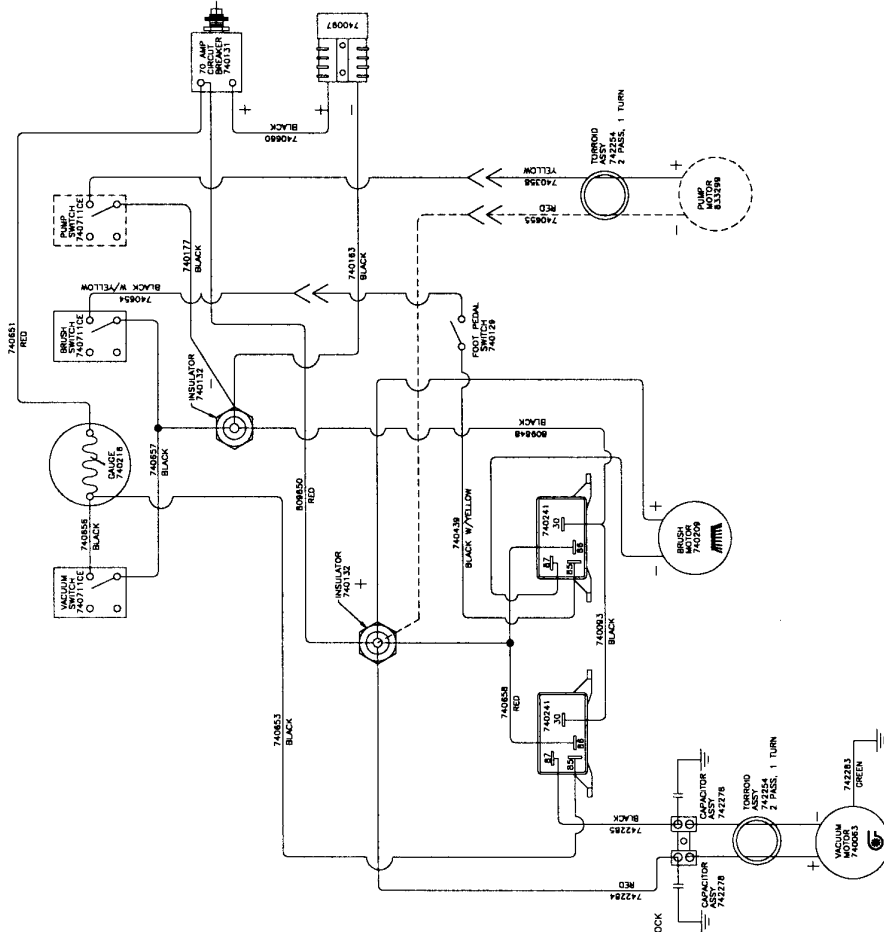 740097
70 AMP
CIRCUT
BREAKER
740131
+
+
-
BLACK
740660
PUMP
SWITCH
740711CE
740177
BLACK
BLACK W/YELLOW
740654
740163
BLACK
YELLOW
740358
RED
740655
TORROID
ASSY
742254
2 PASS, 1 TURN
+
-
PUMP
MOTOR
833299
740651
RED
BRUSH
SWITCH
740711CE
INSULATOR
740132
-
FOOT PEDAL
SWITCH
740129
GAUGE
740216
740657
BLACK
809850
RED
BLACK
809848
740656
BLACK
VACUUM
SWITCH
740711CE
INSULATOR
740132
+
740439
BLACK W/YELLOW
740241
30
87
86
85
+
-
BRUSH
MOTOR
740209
740093
BLACK
740653
BLACK
740658
RED
740241
30
87
86
85
BLACK
742285
RED
742284
CAPACITOR
ASSY
742278
CAPACITOR
ASSY
742278
OCK
TORROID
ASSY
742254
2 PASS, 1 TURN
742283
GREEN
-
+
VACUUM
MOTOR
740063